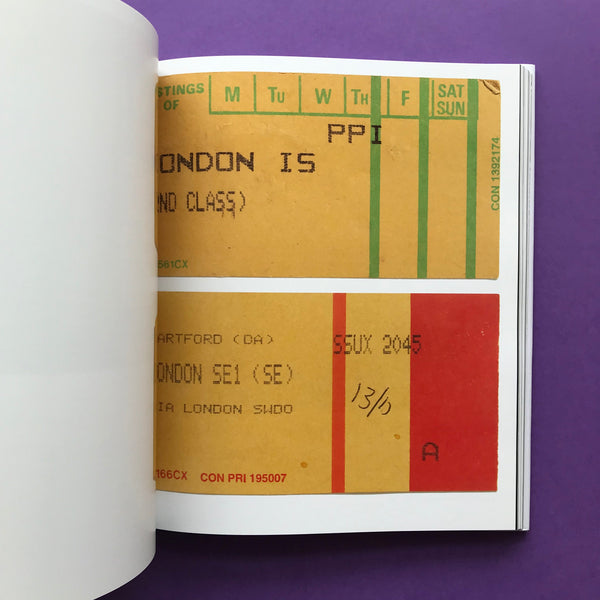 STINGS
OF
M TU W TH F SAT SUN
PPI
ONDON IS
ND CLASS)
CON 1392174
561CX
ARTFORD (DA)
SSUX 2045
ONDON SE1 (SE)
13/11
IA LONDON SWDO
A
166CX CON PRI 195007